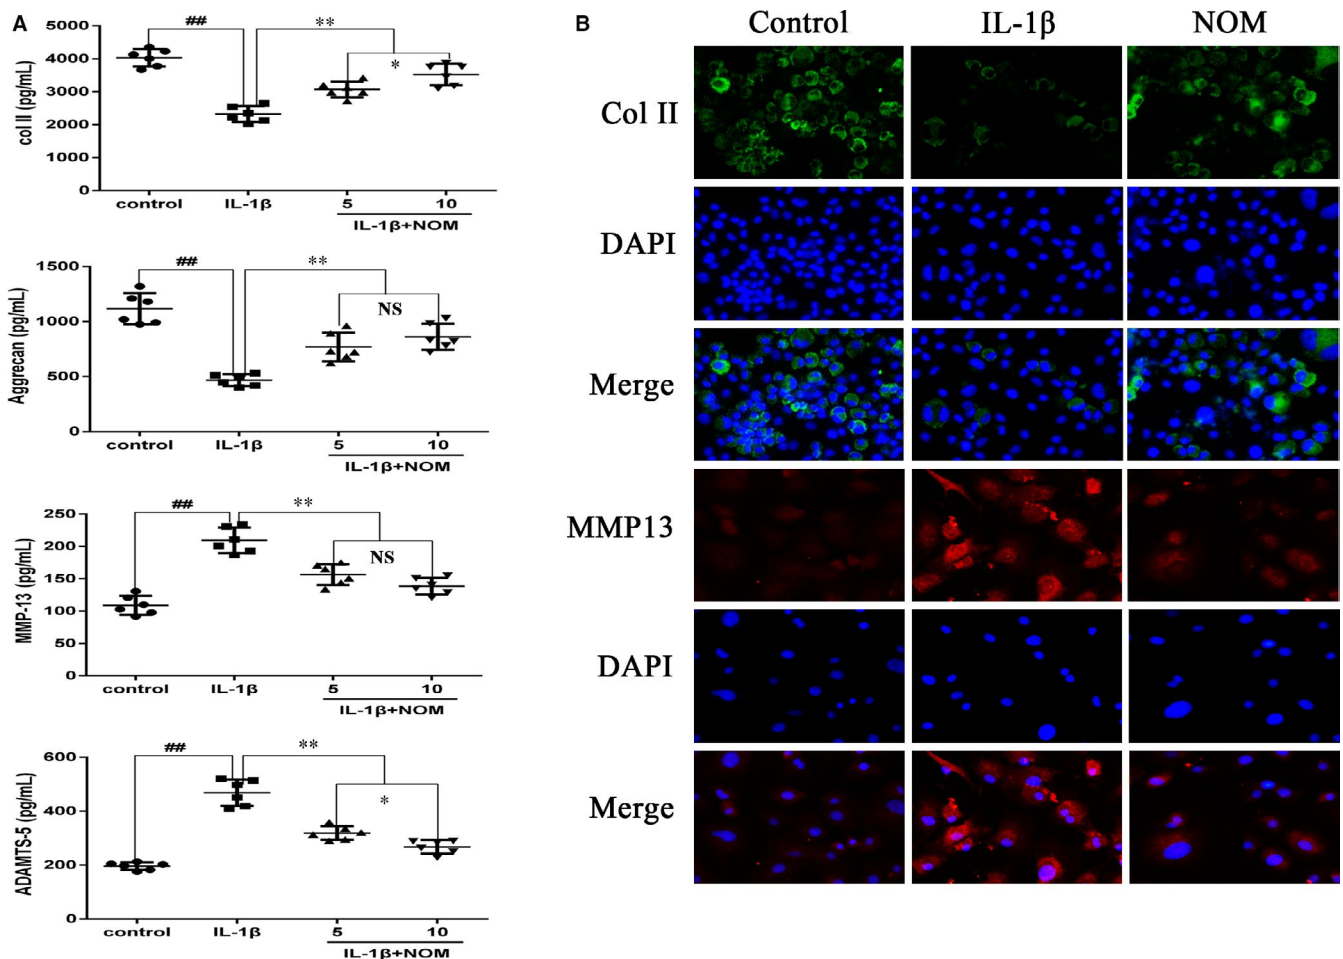 A
col II (pg/mL)
5000
4000
3000
2000
1000
0
##
**
*
control IL-1β 5 10
IL-1β+NOM
Aggrecan (pg/mL)
1500
1000
500
0
##
**
NS
control IL-1β 5 10
IL-1β+NOM
MMP-13 (pg/mL)
250
200
150
100
50
0
##
**
NS
control IL-1β 5 10
IL-1β+NOM
ADAMTS-5 (pg/mL)
600
400
200
0
##
**
*
control IL-1β 5 10
IL-1β+NOM
B
Control IL-1β NOM
Col II
DAPI
Merge
MMP13
DAPI
Merge